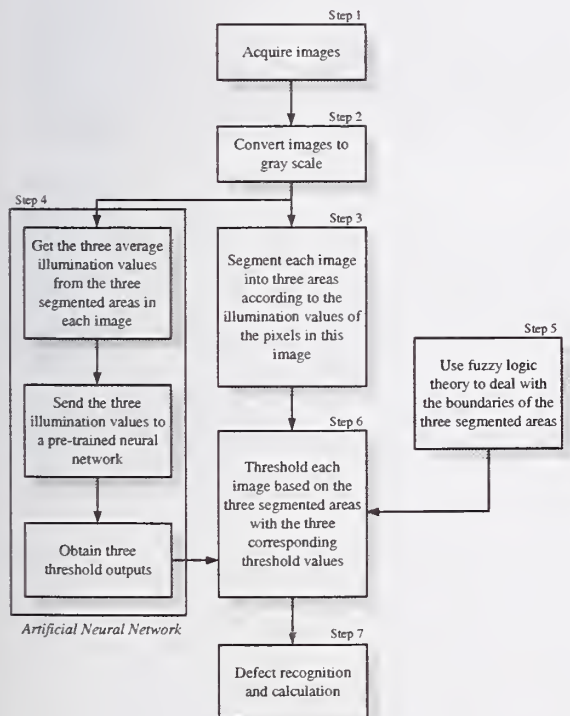 Step 1
Acquire images
Step 2
Convert images to
gray scale
Step 4
Get the three average
illumination values
from the three
segmented areas in
each image
Send the three
illumination values to
a pre-trained neural
network
Obtain three
threshold outputs
Artificial Neural Network
Step 3
Segment each image
into three areas
according to the
illumination values of
the pixels in this
image
Step 5
Use fuzzy logic
theory to deal with
the boundaries of the
three segmented areas
Step 6
Threshold each
image based on the
three segmented areas
with the three
corresponding
threshold values
Step 7
Defect recognition
and calculation